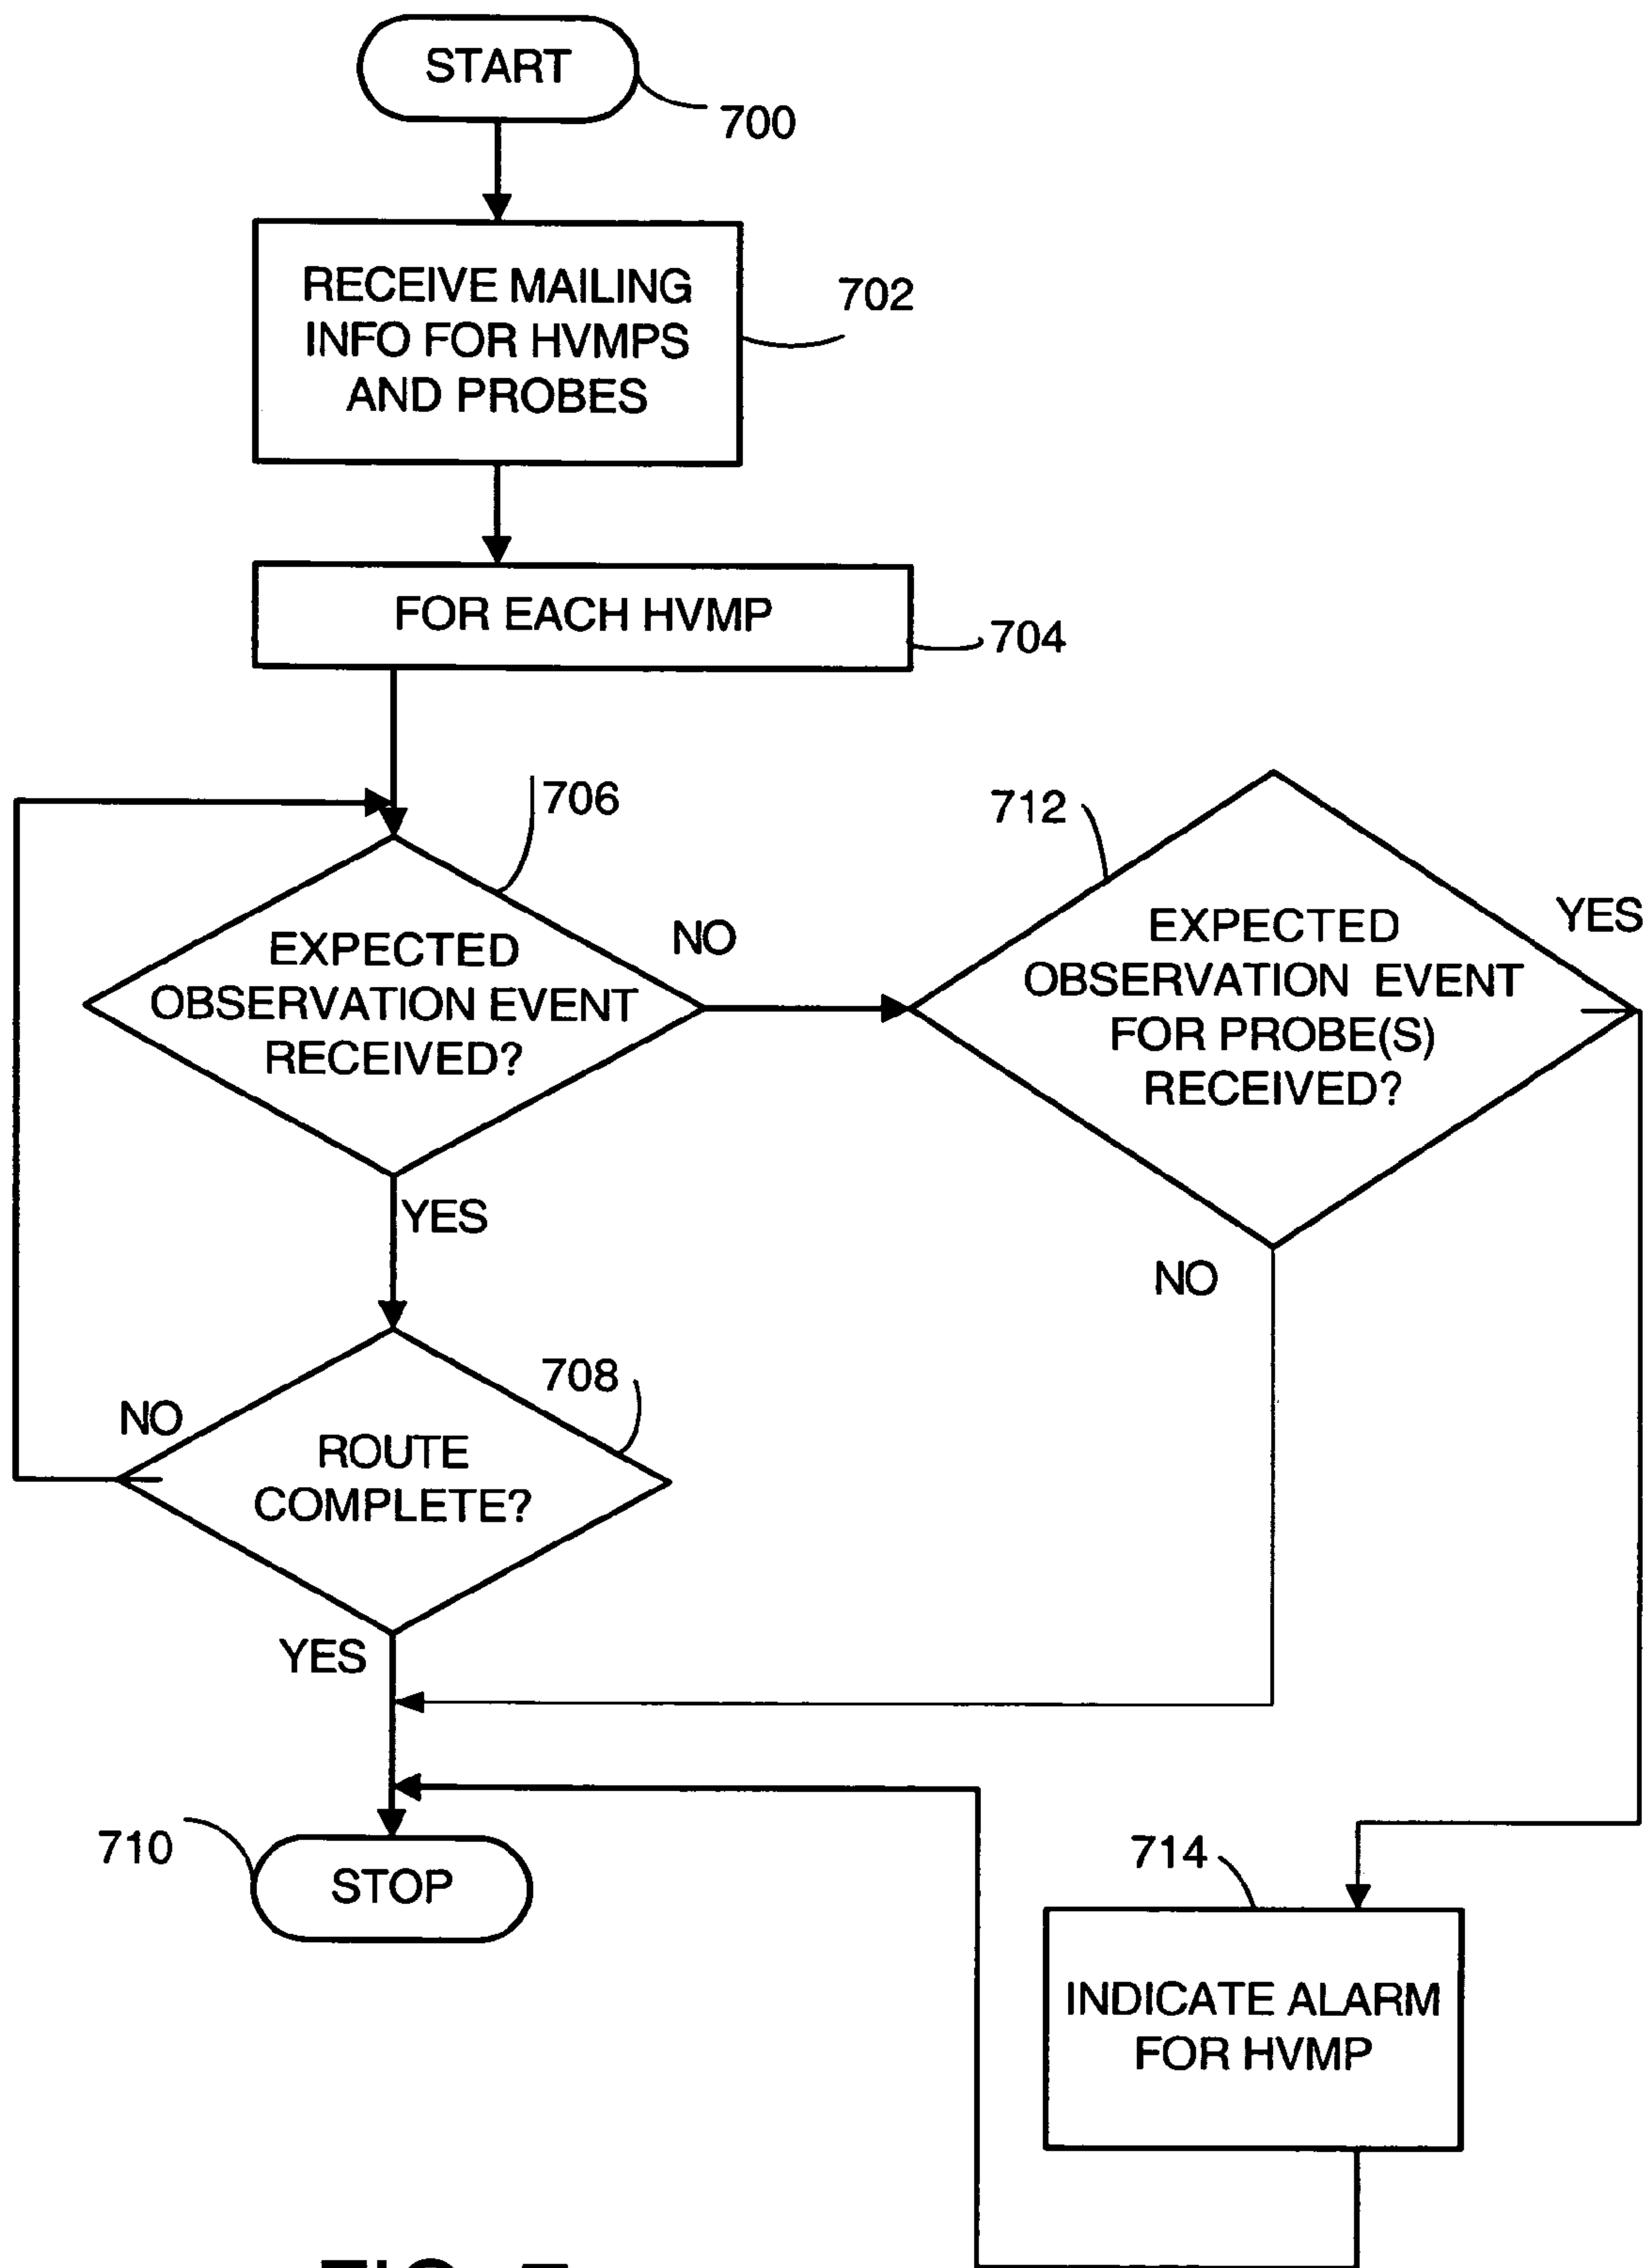 START
700
RECEIVE MAILING
INFO FOR HVMPS
AND PROBES
702
FOR EACH HVMP
704
706
712
EXPECTED
OBSERVATION EVENT
RECEIVED?
NO
EXPECTED
OBSERVATION EVENT
FOR PROBE(S)
RECEIVED?
YES
YES
NO
708
NO
ROUTE
COMPLETE?
YES
710
STOP
714
INDICATE ALARM
FOR HVMP